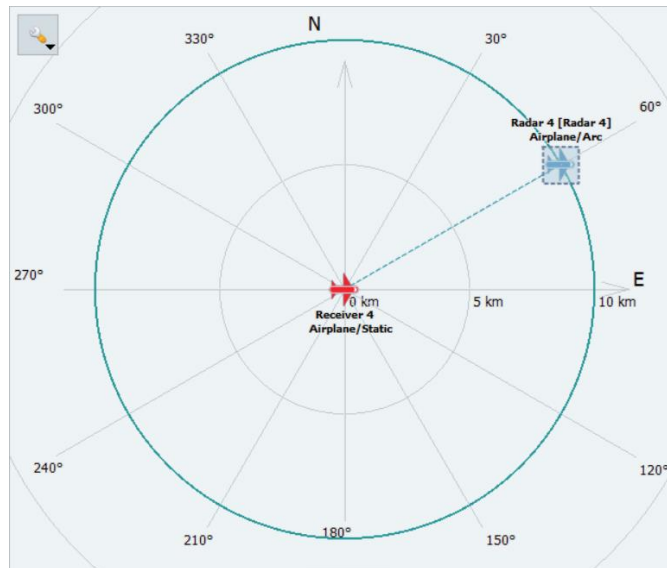 N
330°
30°
300°
60°
Radar 4 [Radar 4]
Airplane/Arc
270°
E
0 km
5 km
10 km
Receiver 4
Airplane/Static
240°
120°
210°
180°
150°